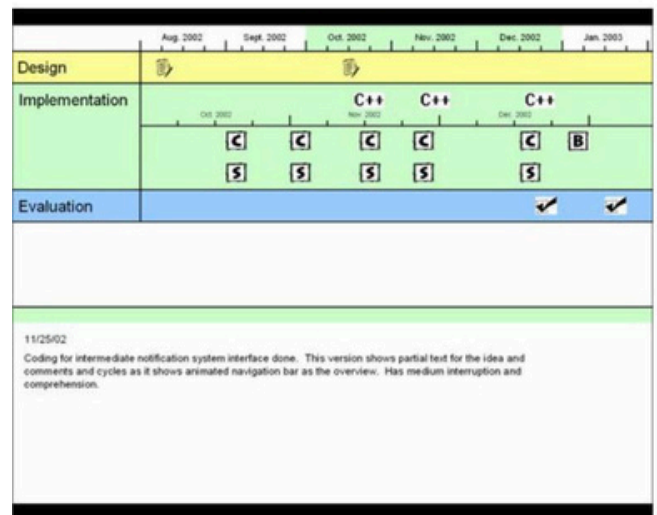 Aug. 2002 Sept. 2002 Oct. 2002 Nov. 2002 Dec. 2002 Jan. 2003
Design
Implementation C++ C++ C++
Oct 2002 Nov. 2002 Dec. 2002
C C C C C B
S S S S S
Evaluation
11/25/02
Coding for intermediate notification system interface done. This version shows partial text for the idea and
comments and cycles as it shows animated navigation bar as the overview. Has medium interruption and
comprehension.